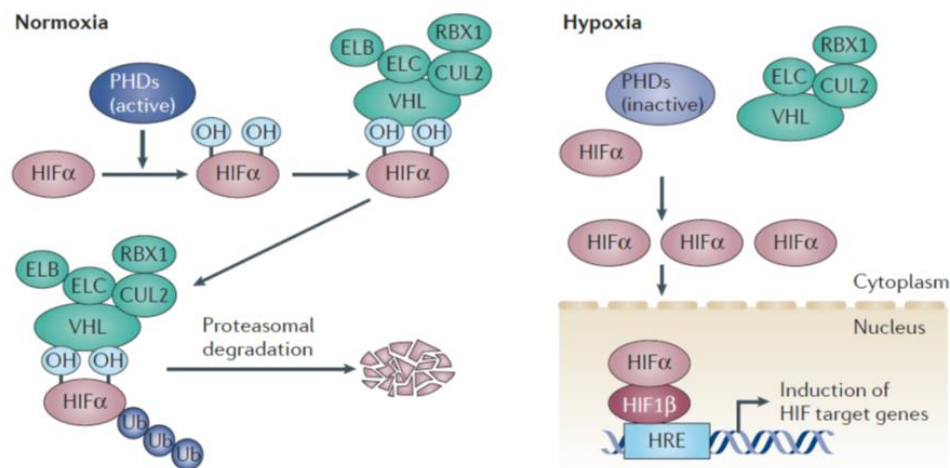 Normoxia
PHDs
(active)
HIFα
OH OH
HIFα
ELB
ELC
RBX1
CUL2
VHL
OH OH
HIFα
ELB
ELC
RBX1
CUL2
VHL
OH OH
HIFα
Ub
Ub
Ub
Proteasomal
degradation
Hypoxia
PHDs
(inactive)
HIFα
RBX1
ELC
CUL2
VHL
HIFα HIFα HIFα
Cytoplasm
Nucleus
HIFα
HIF1β
HRE
Induction of
HIF target genes